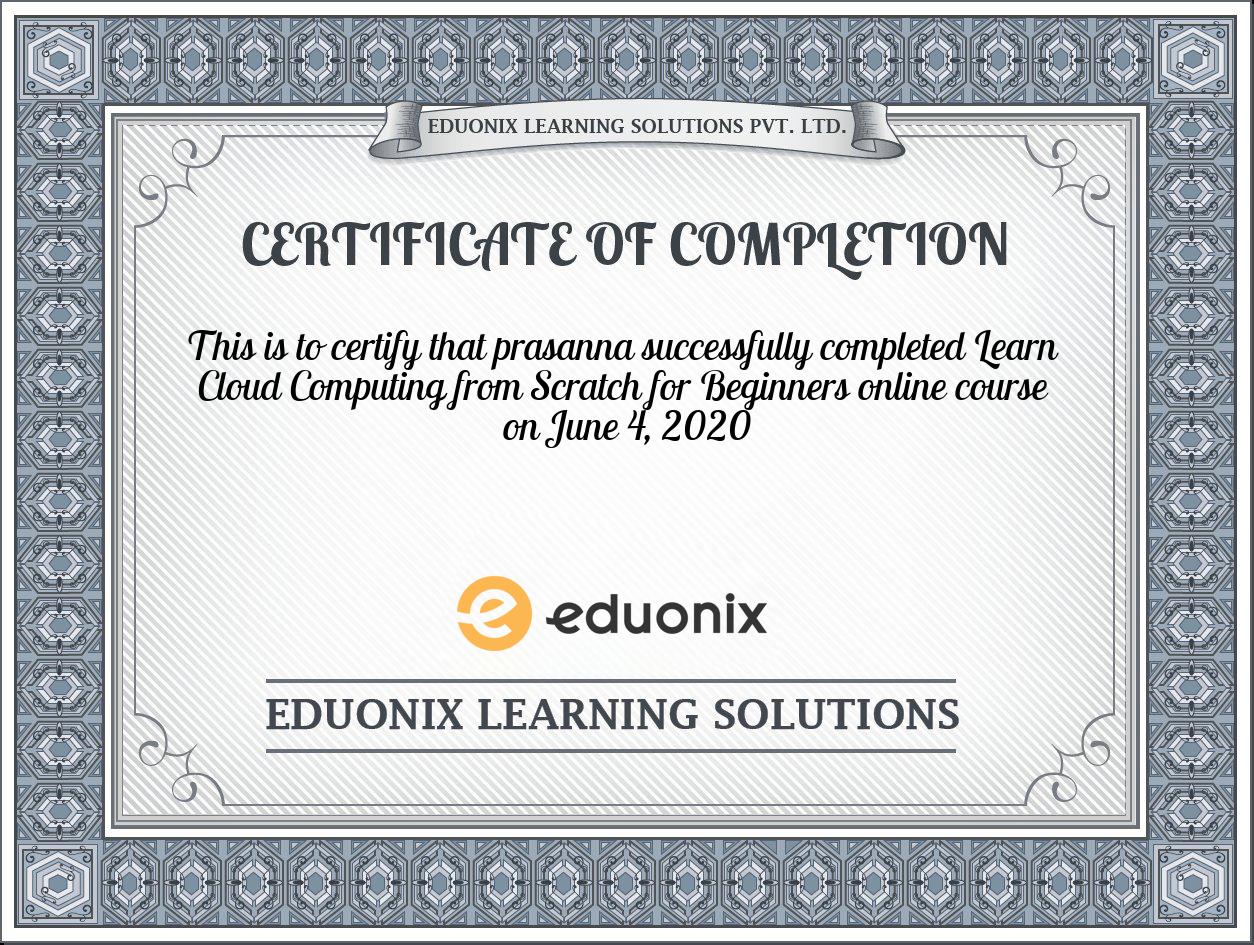 EDUONIX LEARNING SOLUTIONS PVT. LTD.
CERTIFICATE OF COMPLETION
This is to certify that prasanna successfully completed Learn
Cloud Computing from Scratch for Beginners online course
on June 4, 2020
e eduonix
EDUONIX LEARNING SOLUTIONS